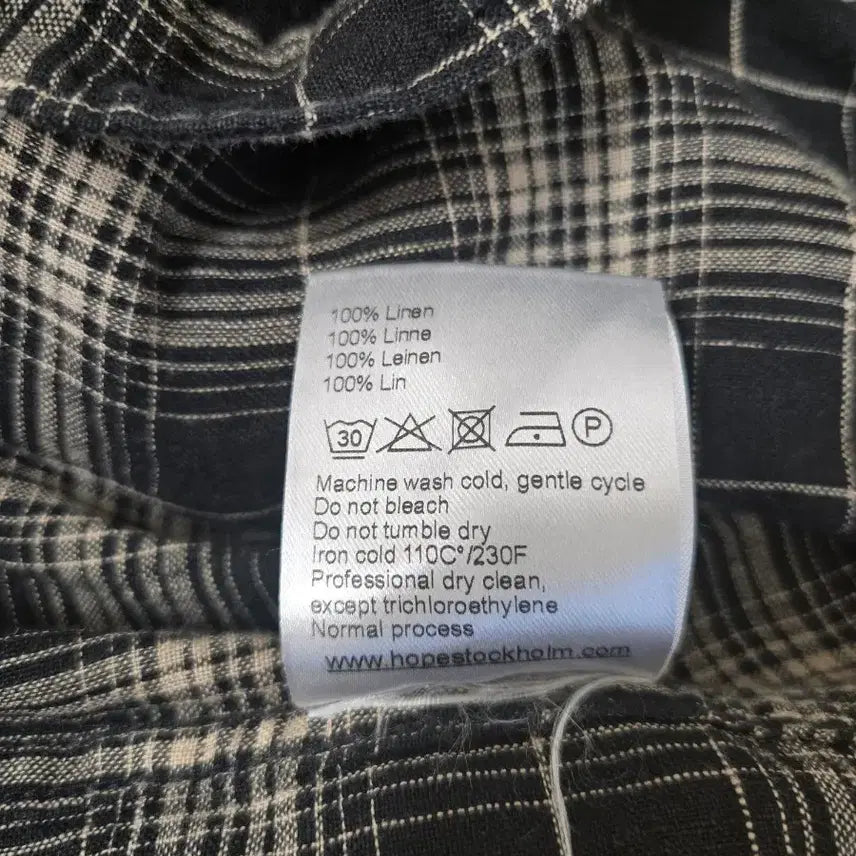 100% Linen
100% Linne
100% Leinen
100% Lin
30 P
Machine wash cold, gentle cycle
Do not bleach
Do not tumble dry
Iron cold 110C°/230F
Professional dry clean,
except trichloroethylene
Normal process
www.hopestockholm.com